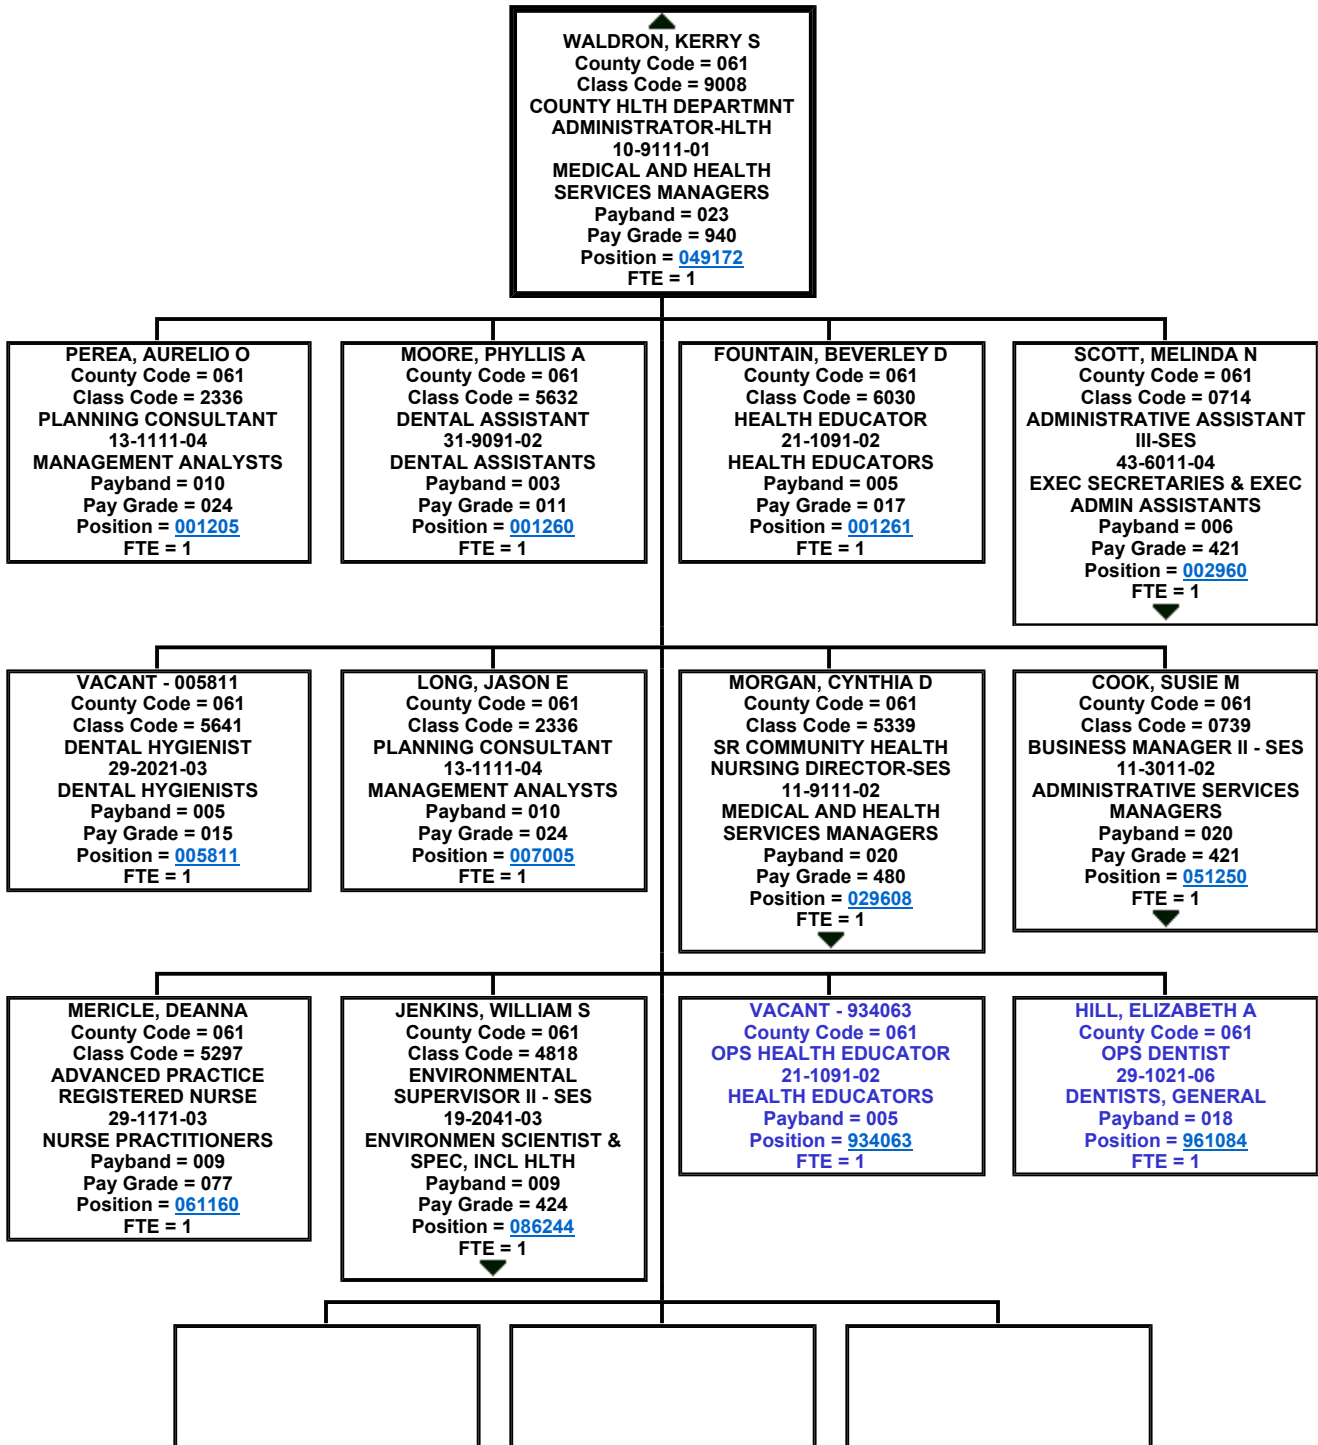 WALDRON, KERRY S
County Code = 061
Class Code = 9008
COUNTY HLTH DEPARTMNT
ADMINISTRATOR-HLTH
10-9111-01
MEDICAL AND HEALTH
SERVICES MANAGERS
Payband = 023
Pay Grade = 940
Position = 049172
FTE = 1
PEREA, AURELIO O
County Code = 061
Class Code = 2336
PLANNING CONSULTANT
13-1111-04
MANAGEMENT ANALYSTS
Payband = 010
Pay Grade = 024
Position = 001205
FTE = 1
MOORE, PHYLLIS A
County Code = 061
Class Code = 5632
DENTAL ASSISTANT
31-9091-02
DENTAL ASSISTANTS
Payband = 003
Pay Grade = 011
Position = 001260
FTE = 1
FOUNTAIN, BEVERLEY D
County Code = 061
Class Code = 6030
HEALTH EDUCATOR
21-1091-02
HEALTH EDUCATORS
Payband = 005
Pay Grade = 017
Position = 001261
FTE = 1
SCOTT, MELINDA N
County Code = 061
Class Code = 0714
ADMINISTRATIVE ASSISTANT
III-SES
43-6011-04
EXEC SECRETARIES & EXEC
ADMIN ASSISTANTS
Payband = 006
Pay Grade = 421
Position = 002960
FTE = 1
VACANT - 005811
County Code = 061
Class Code = 5641
DENTAL HYGIENIST
29-2021-03
DENTAL HYGIENISTS
Payband = 005
Pay Grade = 015
Position = 005811
FTE = 1
LONG, JASON E
County Code = 061
Class Code = 2336
PLANNING CONSULTANT
13-1111-04
MANAGEMENT ANALYSTS
Payband = 010
Pay Grade = 024
Position = 007005
FTE = 1
MORGAN, CYNTHIA D
County Code = 061
Class Code = 5339
SR COMMUNITY HEALTH
NURSING DIRECTOR-SES
11-9111-02
MEDICAL AND HEALTH
SERVICES MANAGERS
Payband = 020
Pay Grade = 480
Position = 029608
FTE = 1
COOK, SUSIE M
County Code = 061
Class Code = 0739
BUSINESS MANAGER II - SES
11-3011-02
ADMINISTRATIVE SERVICES
MANAGERS
Payband = 020
Pay Grade = 421
Position = 051250
FTE = 1
MERICLE, DEANNA
County Code = 061
Class Code = 5297
ADVANCED PRACTICE
REGISTERED NURSE
29-1171-03
NURSE PRACTITIONERS
Payband = 009
Pay Grade = 077
Position = 061160
FTE = 1
JENKINS, WILLIAM S
County Code = 061
Class Code = 4818
ENVIRONMENTAL
SUPERVISOR II - SES
19-2041-03
ENVIRONMEN SCIENTIST &
SPEC, INCL HLTH
Payband = 009
Pay Grade = 424
Position = 086244
FTE = 1
VACANT - 934063
County Code = 061
OPS HEALTH EDUCATOR
21-1091-02
HEALTH EDUCATORS
Payband = 005
Position = 934063
FTE = 1
HILL, ELIZABETH A
County Code = 061
OPS DENTIST
29-1021-06
DENTISTS, GENERAL
Payband = 018
Position = 961084
FTE = 1